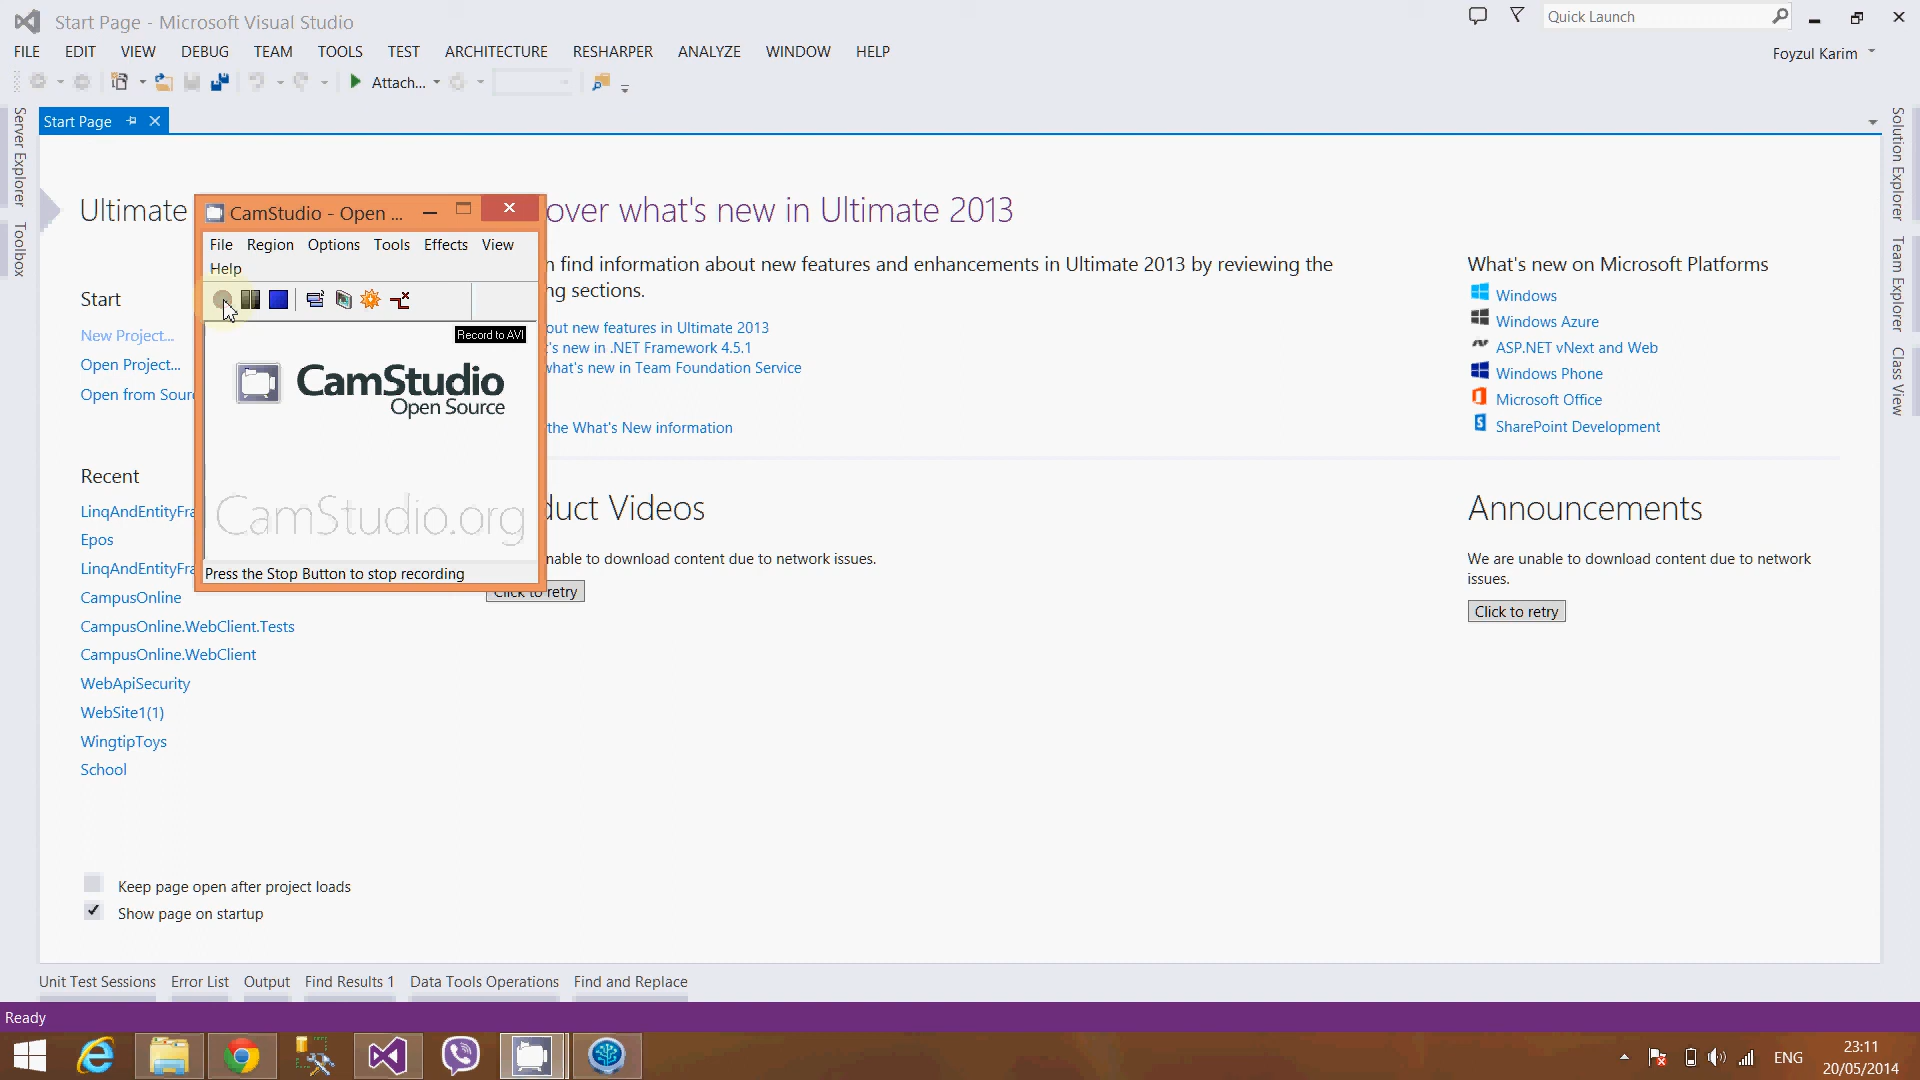 Start Page - Microsoft Visual Studio
Quick Launch
FILE EDIT VIEW DEBUG TEAM TOOLS TEST ARCHITECTURE RESHARPER ANALYZE WINDOW HELP
Foyzul Karim
Attach...
Start Page
Server Explorer
Toolbox
Solution Explorer
Team Explorer
Class View
Ultimate
over what's new in Ultimate 2013
find information about new features and enhancements in Ultimate 2013 by reviewing the
sections.
Start
New Project...
Open Project...
Open from
out new features in Ultimate 2013
's new in .NET Framework 4.5.1
what's new in Team Foundation Service
the What's New information
What's new on Microsoft Platforms
Windows
Windows Azure
ASP.NET vNext and Web
Windows Phone
Microsoft Office
SharePoint Development
CamStudio - Open ...
File Region Options Tools Effects View
Help
Record to AVI
CamStudio
Open Source
CamStudio.org
Press the Stop Button to stop recording
Recent
LinqAndEntityFra
Epos
LinqAndEntityFra
CampusOnline
CampusOnline.WebClient.Tests
CampusOnline.WebClient
WebApiSecurity
WebSite1(1)
WingtipToys
School
duct Videos
nable to download content due to network issues.
Click to retry
Announcements
We are unable to download content due to network
issues.
Click to retry
Keep page open after project loads
Show page on startup
Unit Test Sessions Error List Output Find Results 1 Data Tools Operations Find and Replace
Ready
ENG
23:11
20/05/2014